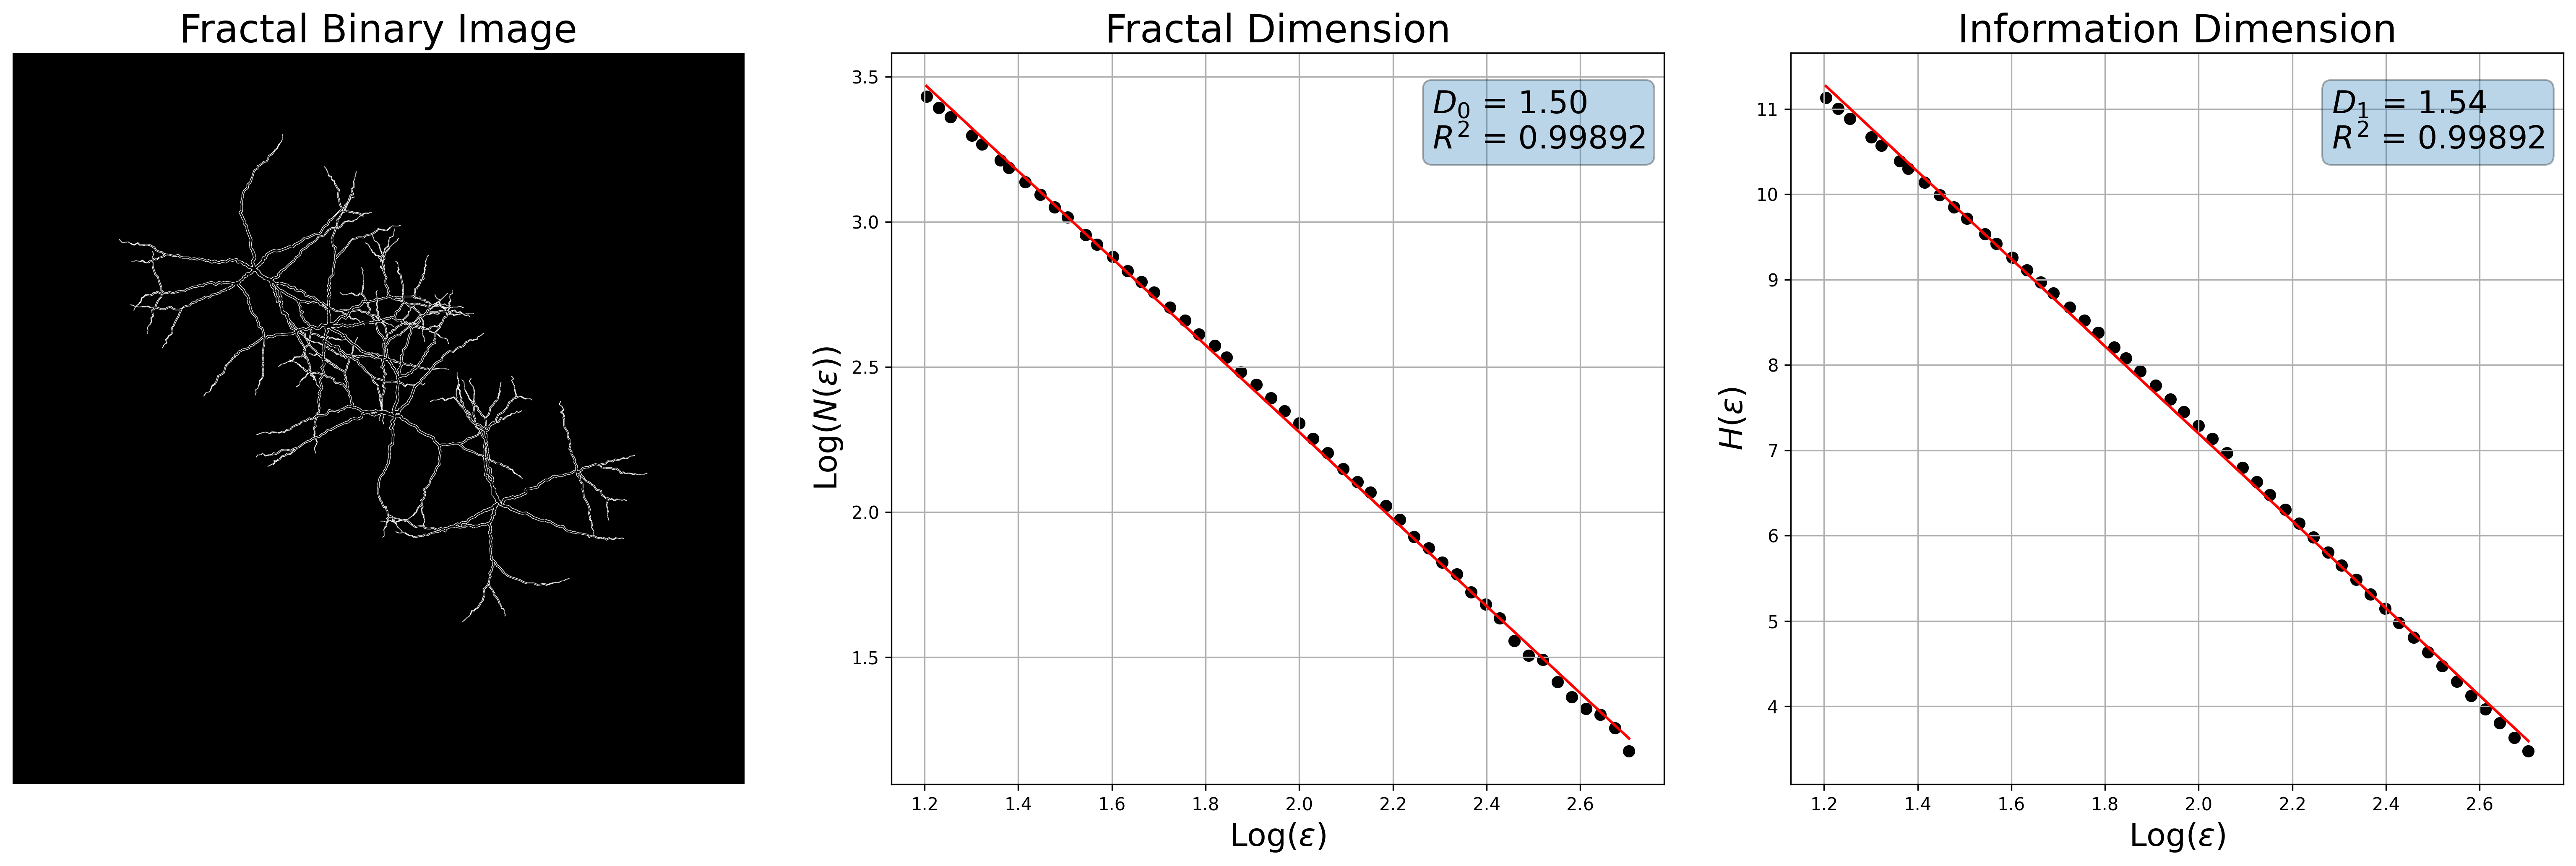 Fractal Binary Image
Fractal Dimension
3.5
3.0
2.5
2.0
1.5
Log(N(ε))
D₀ = 1.50
R² = 0.99892
1.2 1.4 1.6 1.8 2.0 2.2 2.4 2.6
Log(ε)
Information Dimension
11
10
9
8
7
6
5
4
H(ε)
D₁ = 1.54
R² = 0.99892
1.2 1.4 1.6 1.8 2.0 2.2 2.4 2.6
Log(ε)